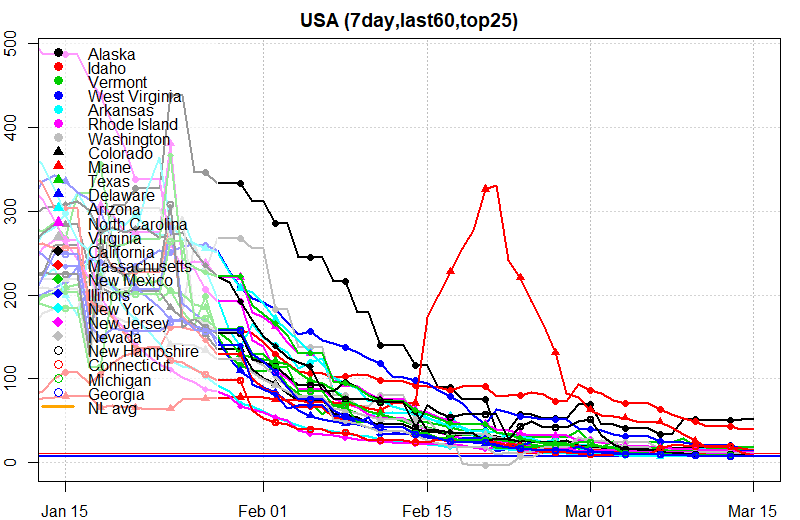 USA (7day,last60,top25)
500
400
300
200
100
0
Alaska
Idaho
Vermont
West Virginia
Arkansas
Rhode Island
Washington
Colorado
Maine
Texas
Delaware
Arizona
North Carolina
Virginia
California
Massachusetts
New Mexico
Illinois
New York
New Jersey
Nevada
New Hampshire
Connecticut
Michigan
Georgia
NL avg
Jan 15
Feb 01
Feb 15
Mar 01
Mar 15